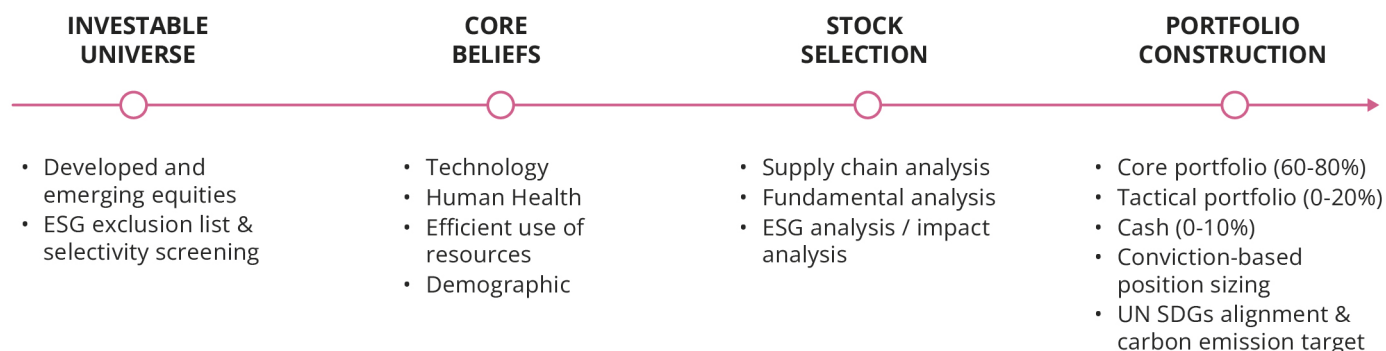 INVESTABLE
UNIVERSE
• Developed and
emerging equities
• ESG exclusion list &
selectivity screening
CORE
BELIEFS
• Technology
• Human Health
• Efficient use of
resources
• Demographic
STOCK
SELECTION
• Supply chain analysis
• Fundamental analysis
• ESG analysis / impact
analysis
PORTFOLIO
CONSTRUCTION
• Core portfolio (60-80%)
• Tactical portfolio (0-20%)
• Cash (0-10%)
• Conviction-based
position sizing
• UN SDGs alignment &
carbon emission target